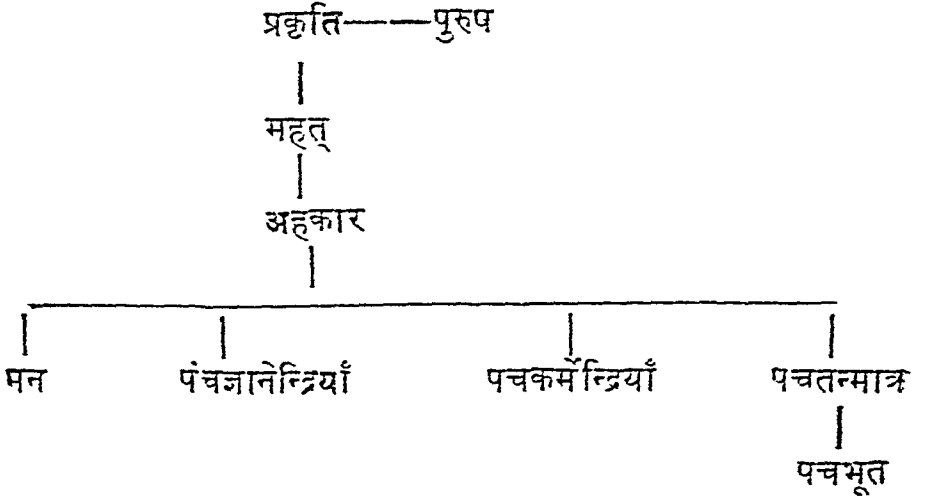 प्रकृति——पुरुष
महत्
अहकार
मन पंचज्ञानेन्द्रियाँ पचकर्मेन्द्रियाँ पचतन्मात्र
पचभूत